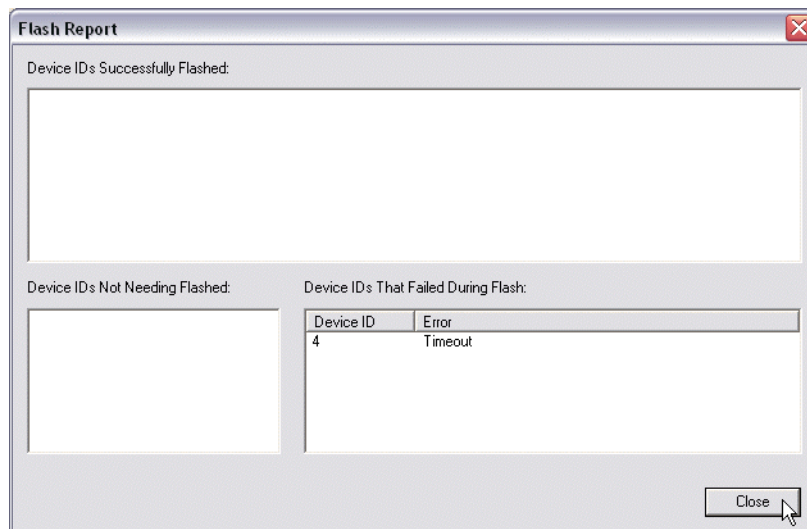 Flash Report
Device IDs Successfully Flashed:
Device IDs Not Needing Flashed:
Device IDs That Failed During Flash:
Device ID Error
4 Timeout
Close